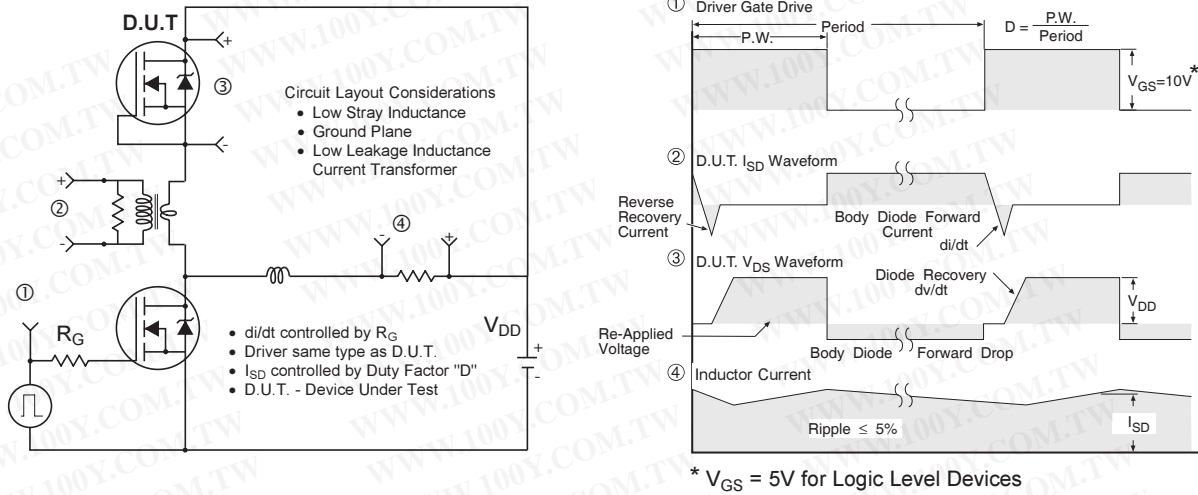 D.U.T
+
③
-
Circuit Layout Considerations
• Low Stray Inductance
• Ground Plane
• Low Leakage Inductance
Current Transformer
+
②
-
④
-
+
①
R_G
V_DD
+
-
• di/dt controlled by R_G
• Driver same type as D.U.T.
• I_SD controlled by Duty Factor "D"
• D.U.T. - Device Under Test
① Driver Gate Drive
Period
P.W.
D = P.W. / Period
V_GS=10V*
② D.U.T. I_SD Waveform
Reverse
Recovery
Current
Body Diode Forward
Current
di/dt
③ D.U.T. V_DS Waveform
Diode Recovery
dv/dt
V_DD
Re-Applied
Voltage
Body Diode Forward Drop
④ Inductor Current
Ripple ≤ 5%
I_SD
* V_GS = 5V for Logic Level Devices
WWW.100Y.COM.TW